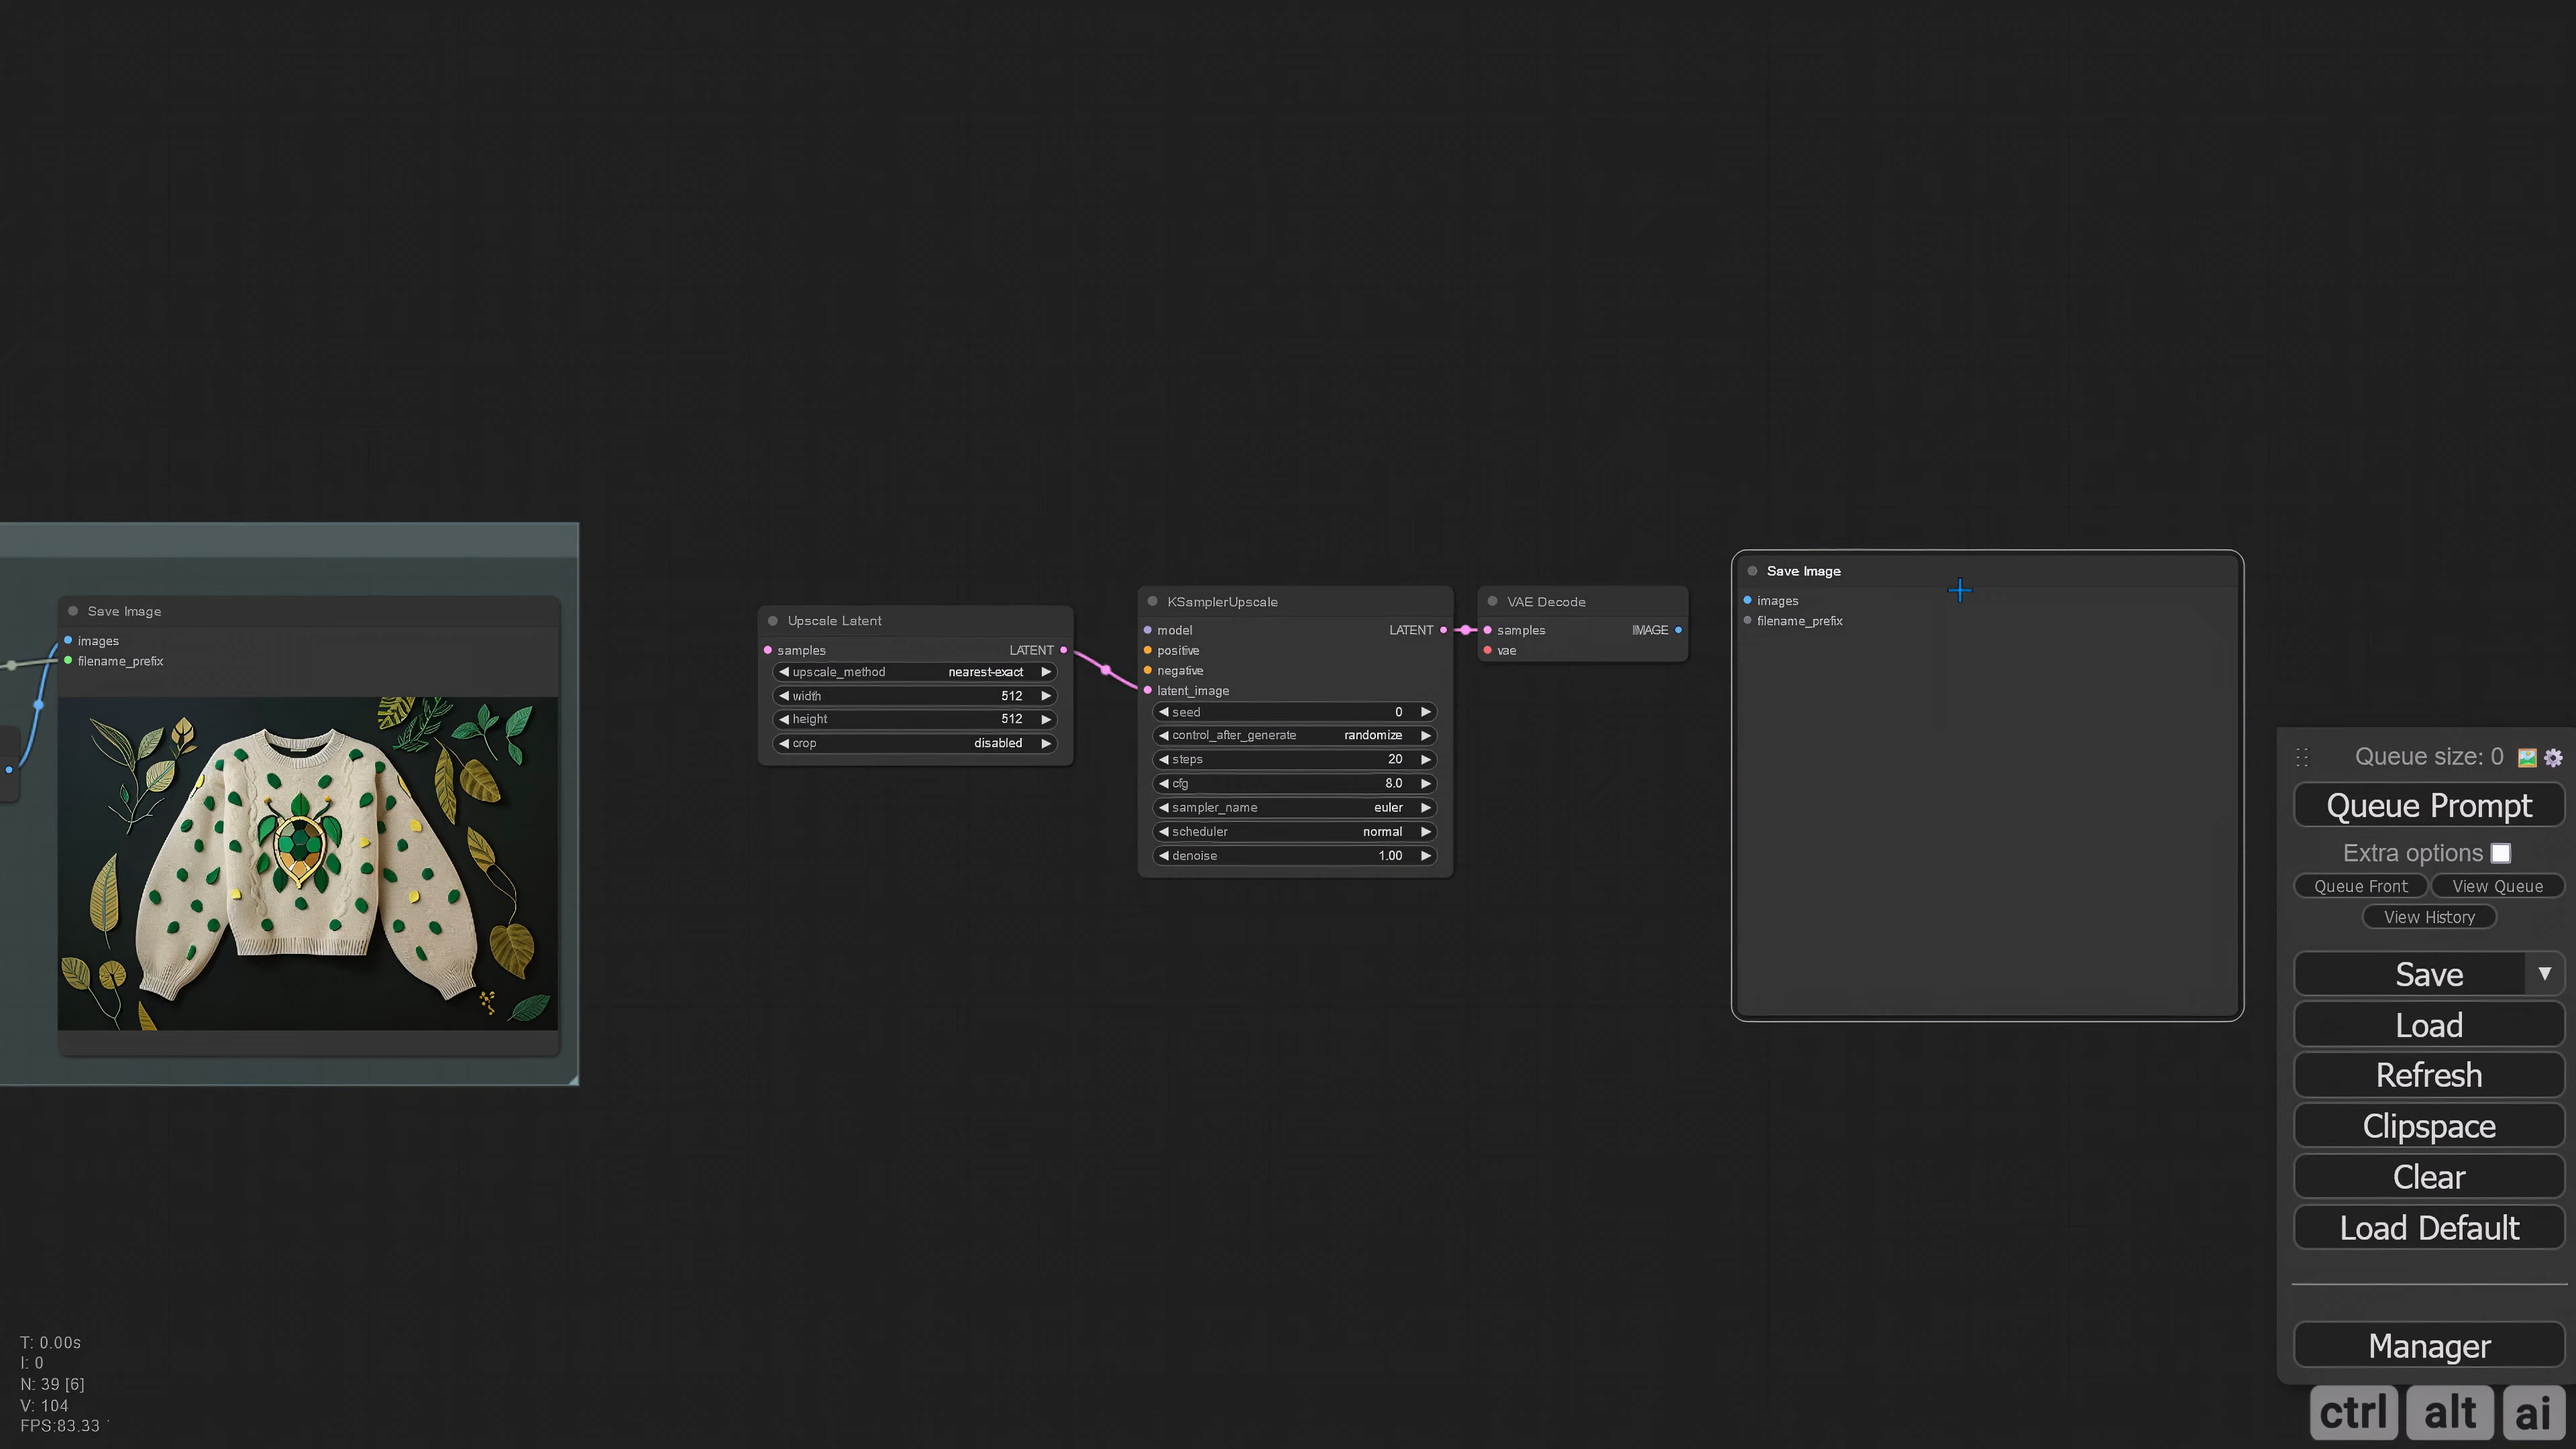 Save Image
images
filename_prefix
Upscale Latent
samples LATENT
upscale_method nearest-exact
width 512
height 512
crop disabled
KSamplerUpscale
model LATENT
positive
negative
latent_image
seed 0
control_after_generate randomize
steps 20
cfg 8.0
sampler_name euler
scheduler normal
denoise 1.00
VAE Decode
samples IMAGE
vae
Save Image
images
filename_prefix
Queue size: 0
Queue Prompt
Extra options
Queue Front View Queue
View History
Save
Load
Refresh
Clipspace
Clear
Load Default
Manager
T: 0.00s
I: 0
N: 39 [6]
V: 104
FPS:83.33
ctrl alt ai